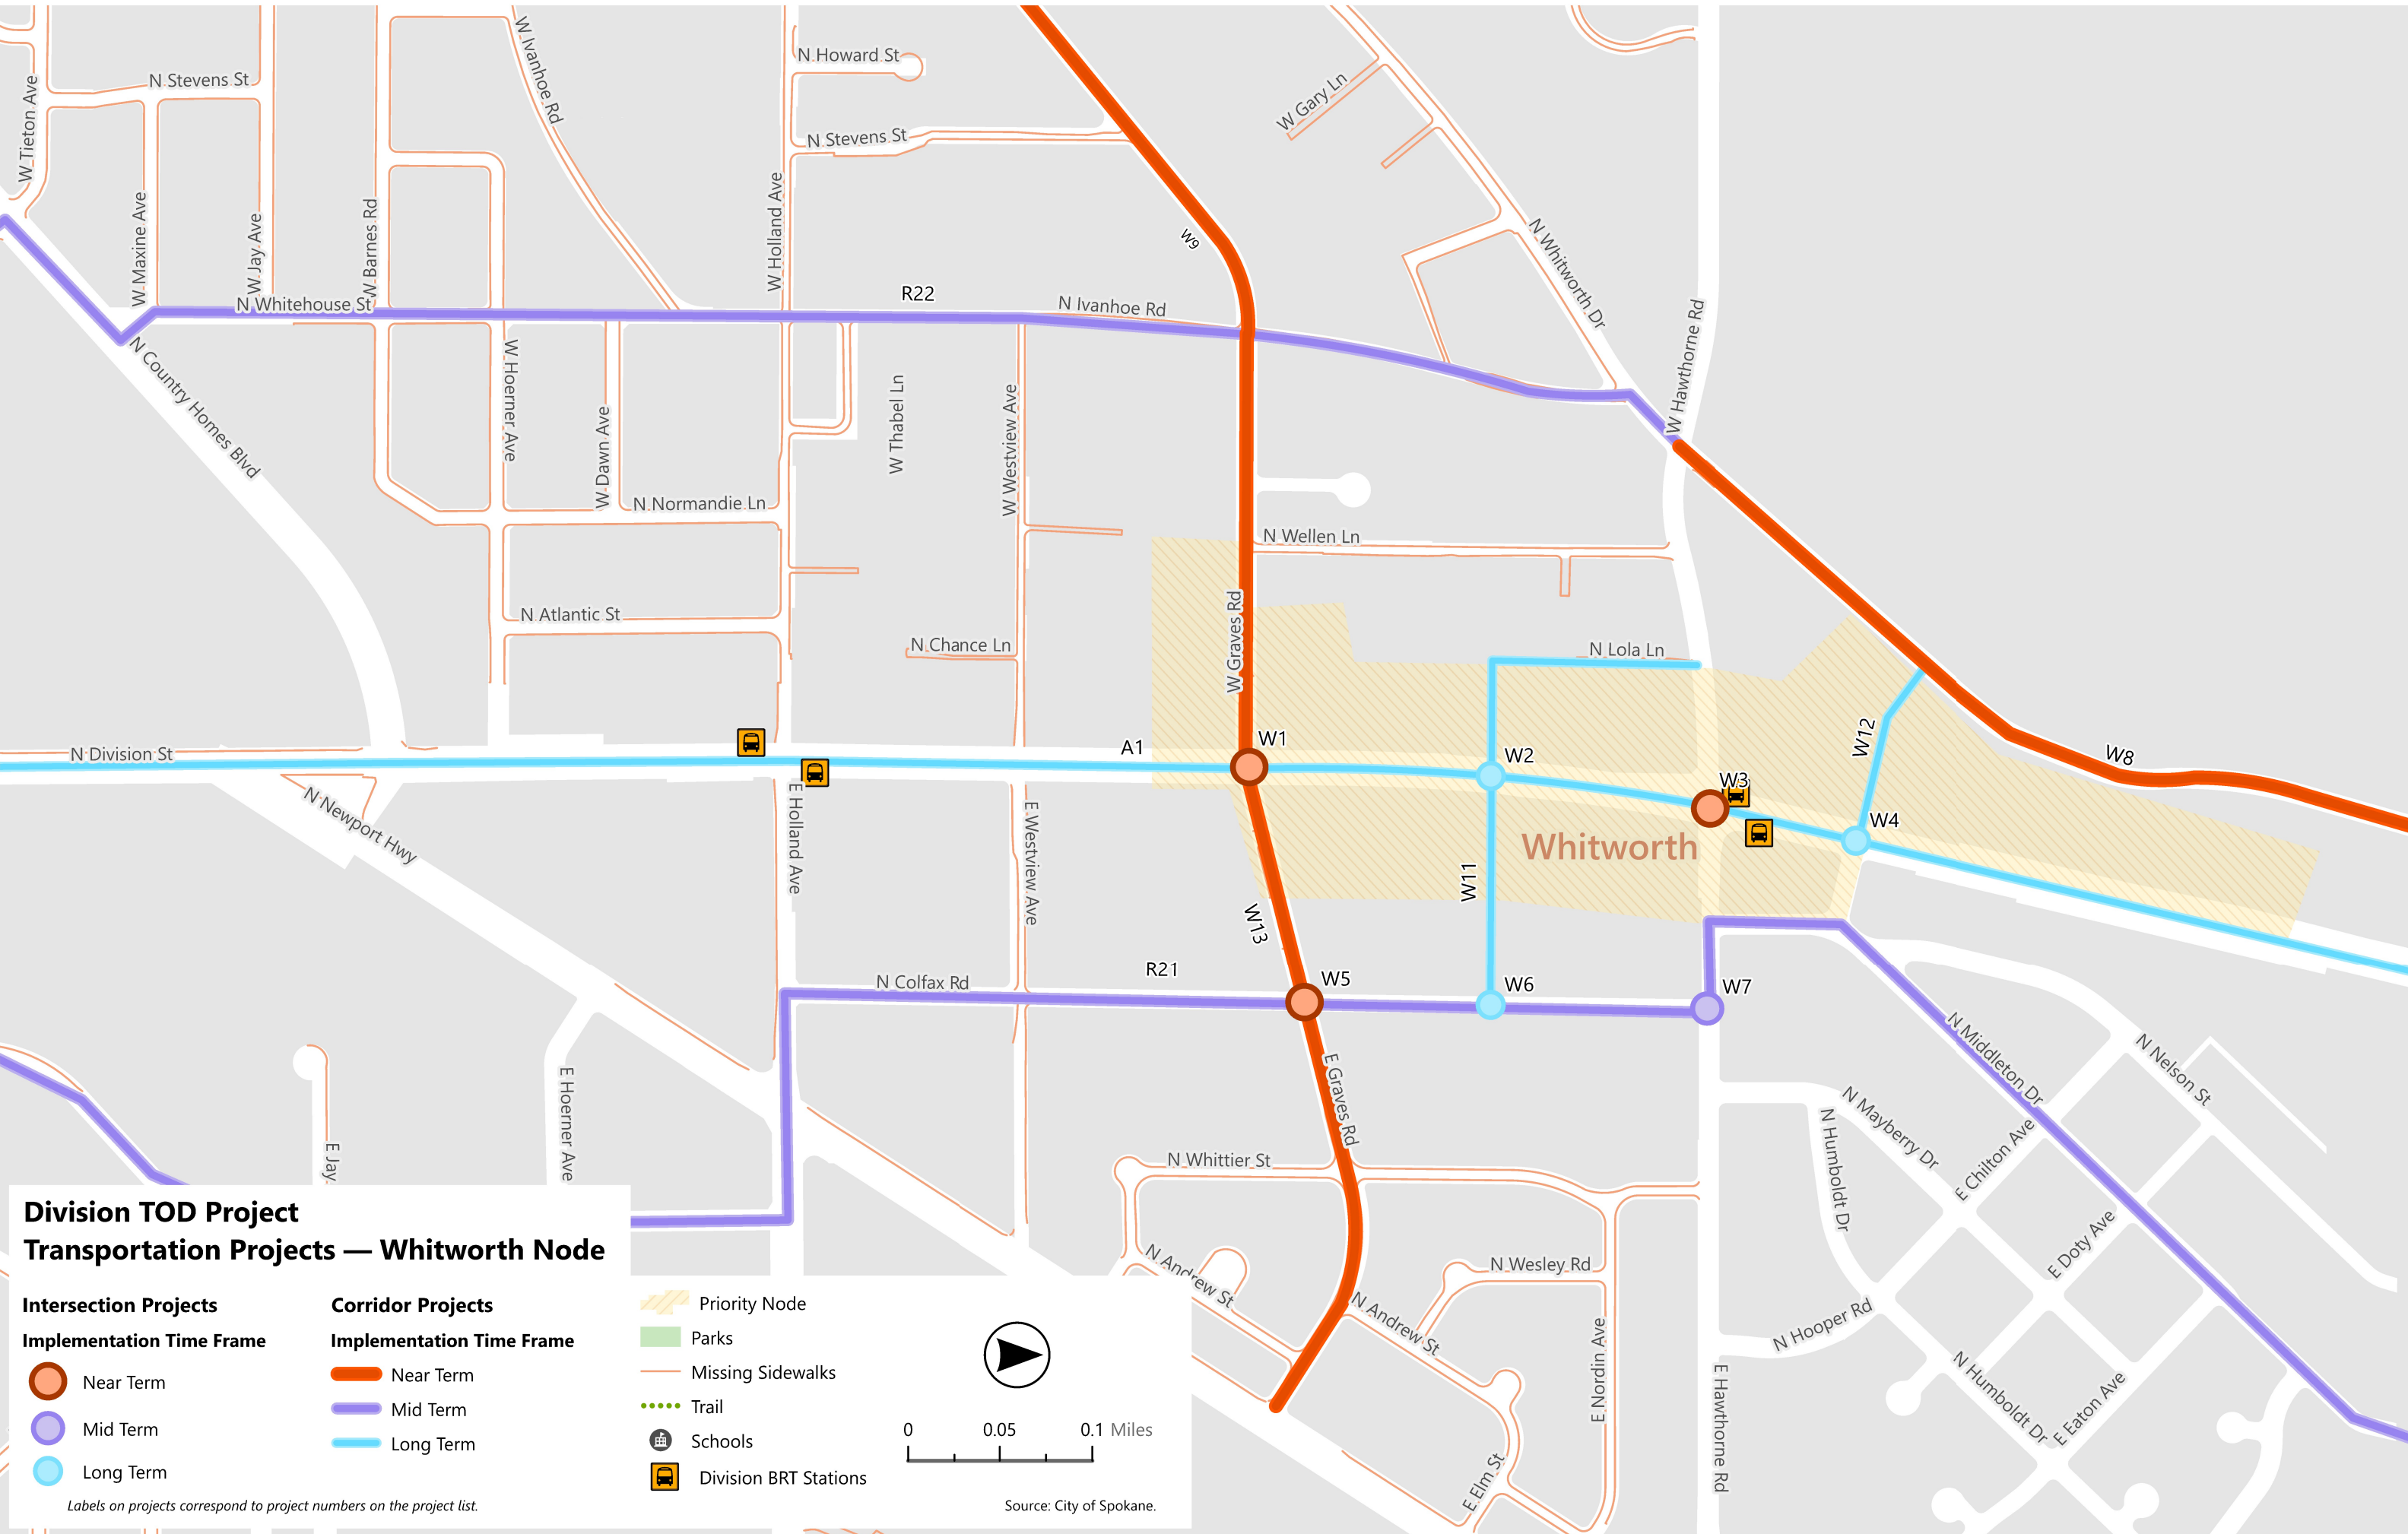 W Tieton Ave
N Stevens St
W Maxine Ave
W Jay Ave
W Barnes Rd
W Ivanhoe Rd
N Howard St
N Stevens St
W Holland Ave
W9
W Gary Ln
N Whitworth Dr
W Hawthorne Rd
N Whitehouse St
R22
N Ivanhoe Rd
N Country Homes Blvd
W Hoerner Ave
W Dawn Ave
W Thabel Ln
W Westview Ave
N Normandie Ln
N Wellen Ln
N Atlantic St
N Chance Ln
W Graves Rd
N Lola Ln
N Division St
A1
W1
W2
W3
W12
W4
W8
N Newport Hwy
E Holland Ave
E Westview Ave
Whitworth
W11
W13
N Colfax Rd
R21
W5
W6
W7
E Hoerner Ave
E Jay
E Graves Rd
N Middleton Dr
N Nelson St
N Mayberry Dr
N Humboldt Dr
E Chilton Ave
E Doty Ave
N Whittier St
N Andrew St
N Wesley Rd
N Andrew St
E Nordin Ave
N Hooper Rd
E Hawthorne Rd
N Humboldt Dr
E Eaton Ave
E Elm St
Division TOD Project
Transportation Projects — Whitworth Node
Intersection Projects
Implementation Time Frame
Near Term
Mid Term
Long Term
Corridor Projects
Implementation Time Frame
Near Term
Mid Term
Long Term
Labels on projects correspond to project numbers on the project list.
Priority Node
Parks
Missing Sidewalks
Trail
Schools
Division BRT Stations
0 0.05 0.1 Miles
Source: City of Spokane.